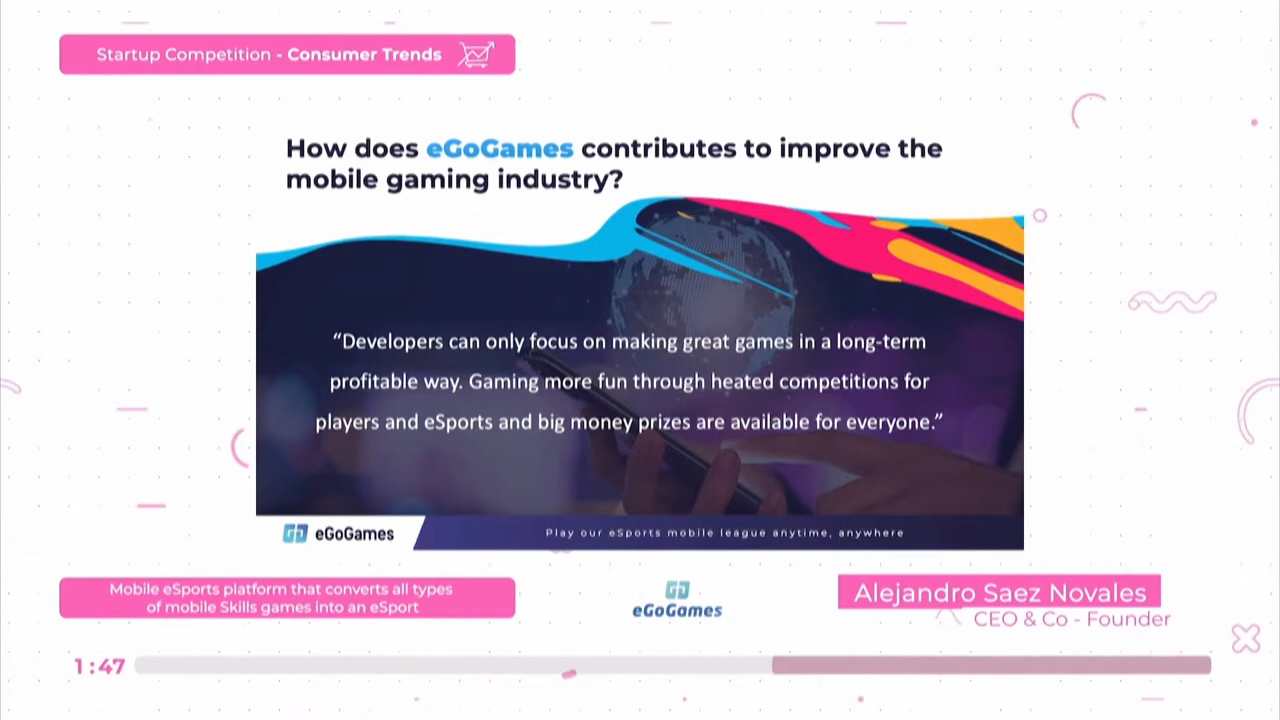 Startup Competition - Consumer Trends
How does eGoGames contributes to improve the
mobile gaming industry?
“Developers can only focus on making great games in a long-term
profitable way. Gaming more fun through heated competitions for
players and eSports and big money prizes are available for everyone.”
eGoGames
Play our eSports mobile league anytime, anywhere
Mobile eSports platform that converts all types
of mobile Skills games into an eSport
eGoGames
Alejandro Saez Novales
CEO & Co - Founder
1:47